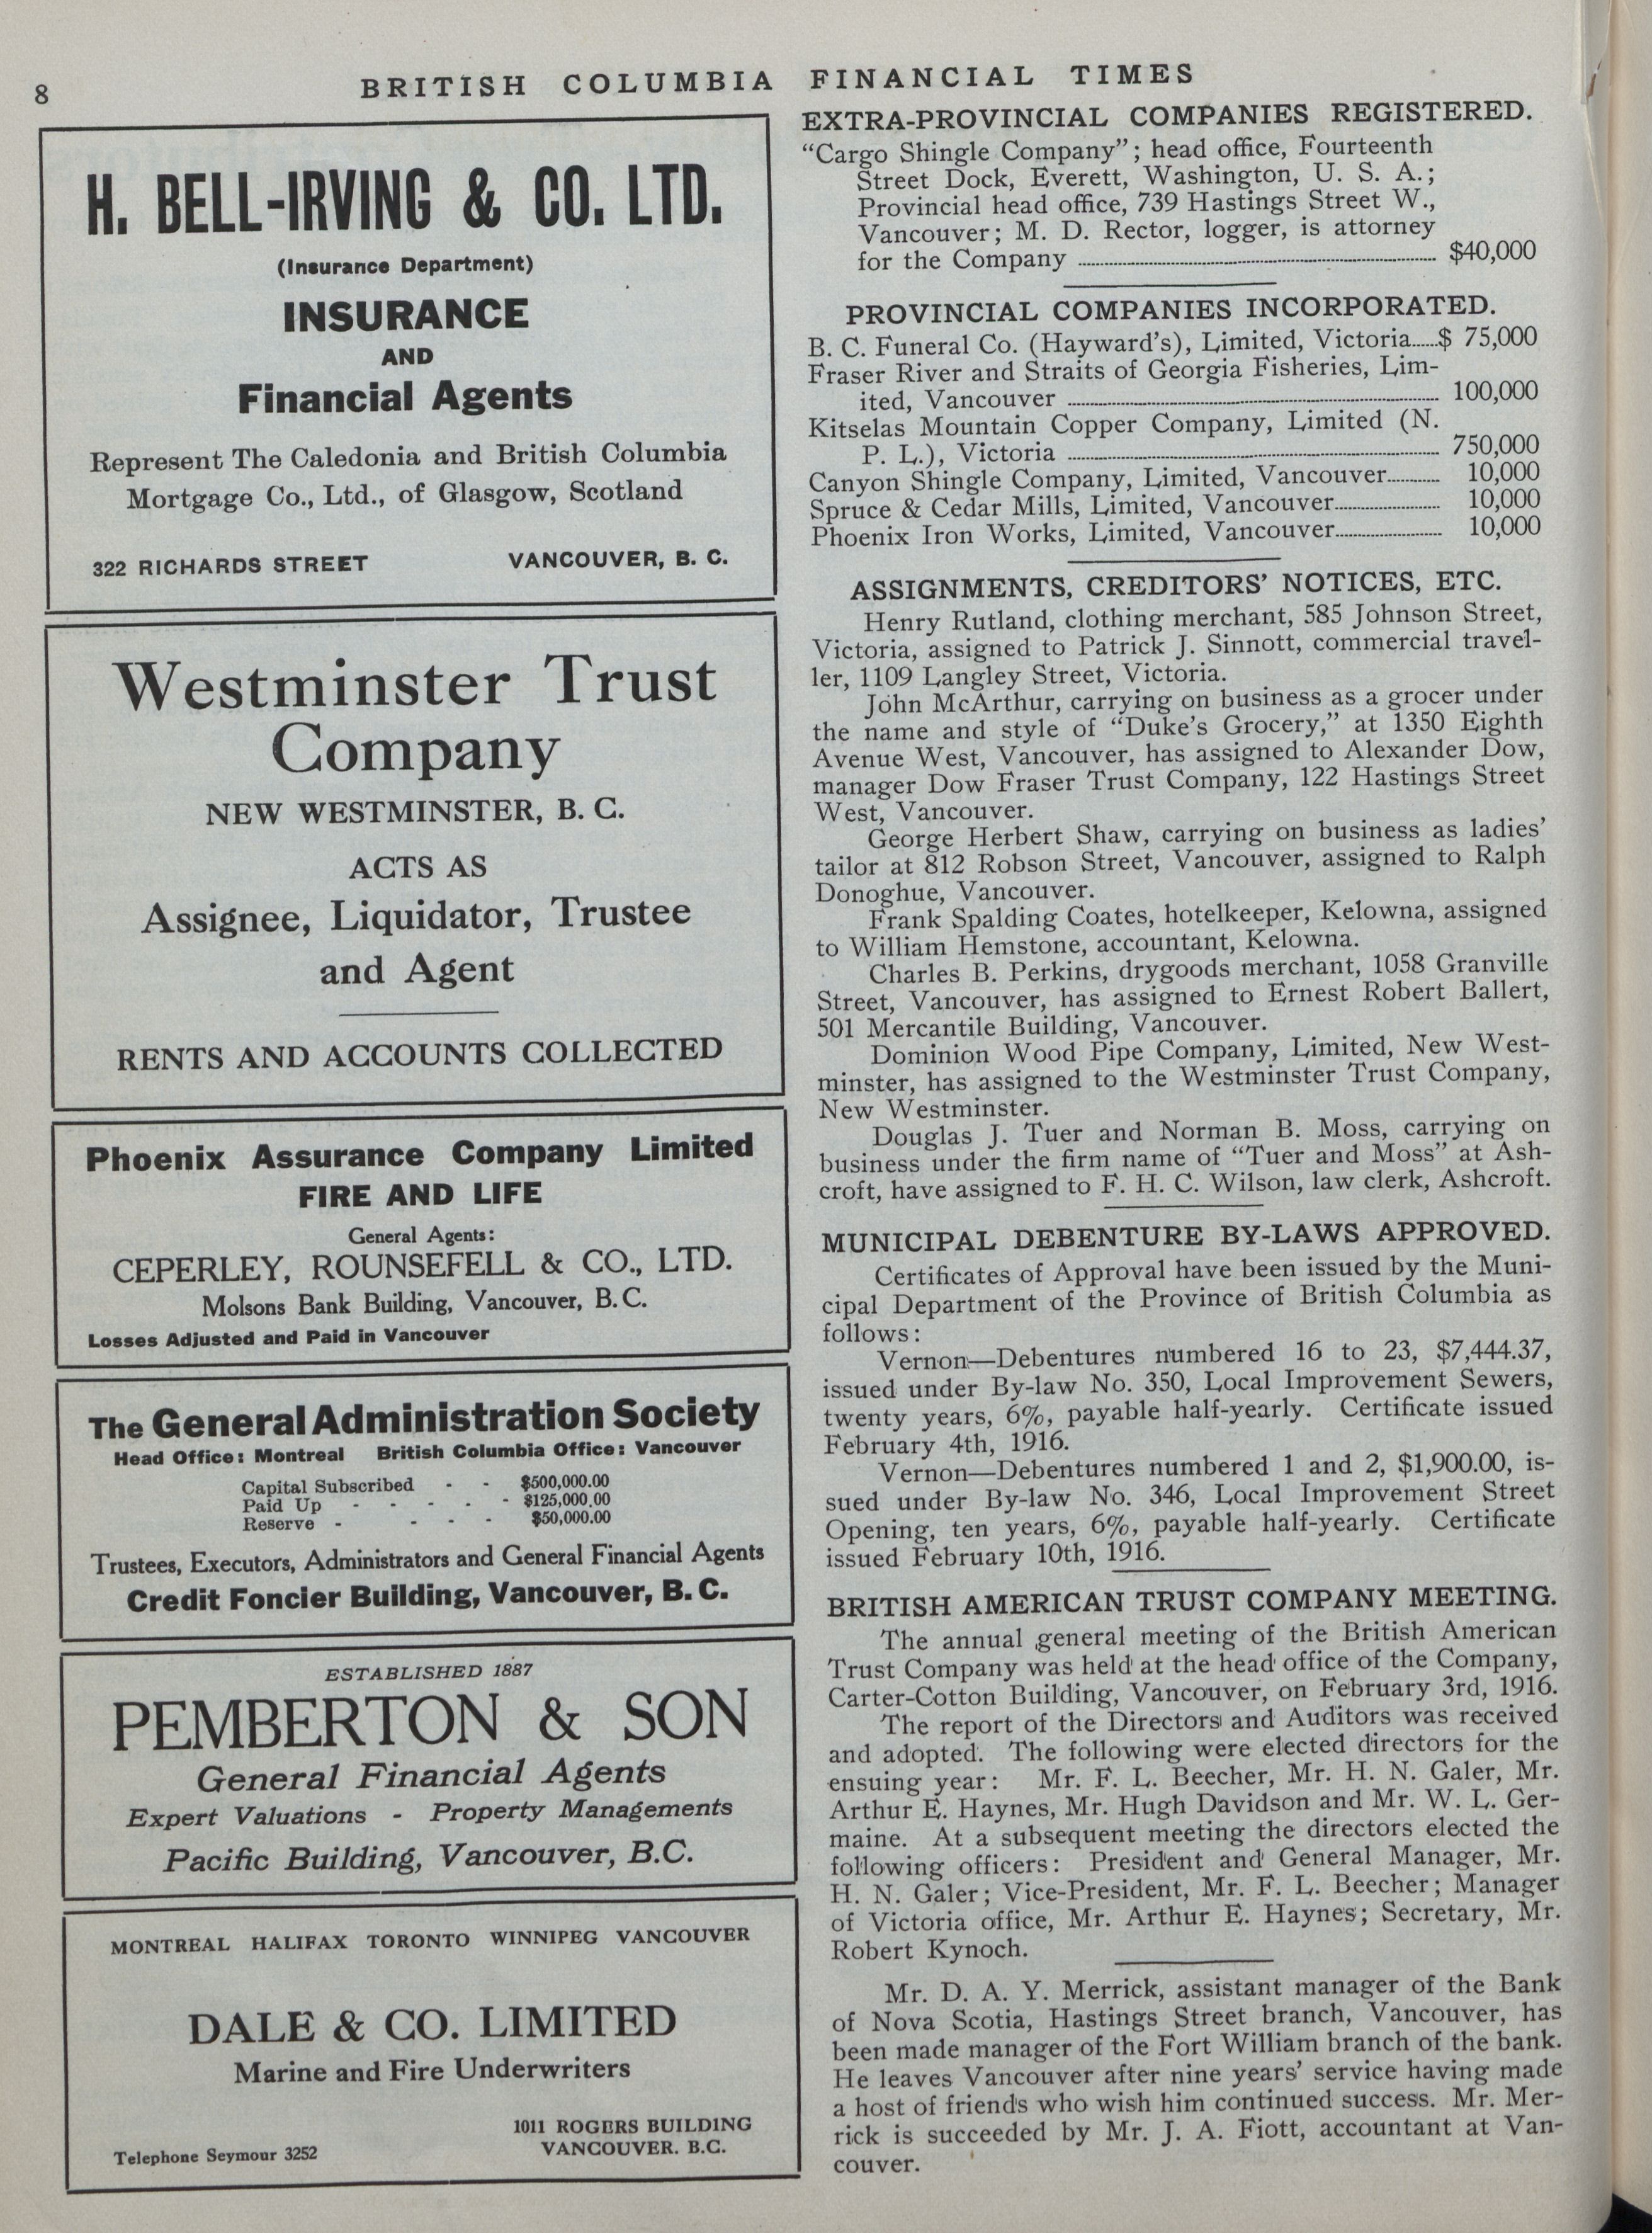 8
BRITISH COLUMBIA FINANCIAL TIMES
H. BELL-IRVING & CO. LTD.
(Insurance Department)
INSURANCE
AND
Financial Agents
Represent The Caledonia and British Columbia
Mortgage Co., Ltd., of Glasgow, Scotland
322 RICHARDS STREET VANCOUVER, B. C.
Westminster Trust
Company
NEW WESTMINSTER, B. C.
ACTS AS
Assignee, Liquidator, Trustee
and Agent
RENTS AND ACCOUNTS COLLECTED
Phoenix Assurance Company Limited
FIRE AND LIFE
General Agents:
CEPERLEY, ROUNSEFELL & CO., LTD.
Molsons Bank Building, Vancouver, B.C.
Losses Adjusted and Paid in Vancouver
The General Administration Society
Head Office: Montreal British Columbia Office: Vancouver
Capital Subscribed - - $500,000.00
Paid Up - - - - - $125,000.00
Reserve - - - - $50,000.00
Trustees, Executors, Administrators and General Financial Agents
Credit Foncier Building, Vancouver, B.C.
ESTABLISHED 1887
PEMBERTON & SON
General Financial Agents
Expert Valuations - Property Managements
Pacific Building, Vancouver, B.C.
MONTREAL HALIFAX TORONTO WINNIPEG VANCOUVER
DALE & CO. LIMITED
Marine and Fire Underwriters
1011 ROGERS BUILDING
Telephone Seymour 3252 VANCOUVER. B.C.
EXTRA-PROVINCIAL COMPANIES REGISTERED.
"Cargo Shingle Company"; head office, Fourteenth
Street Dock, Everett, Washington, U. S. A.;
Provincial head office, 739 Hastings Street W.,
Vancouver; M. D. Rector, logger, is attorney
for the Company ........ $40,000
PROVINCIAL COMPANIES INCORPORATED.
B. C. Funeral Co. (Hayward's), Limited, Victoria......$ 75,000
Fraser River and Straits of Georgia Fisheries, Lim-
ited, Vancouver ........ 100,000
Kitselas Mountain Copper Company, Limited (N.
P. L.), Victoria ........ 750,000
Canyon Shingle Company, Limited, Vancouver........ 10,000
Spruce & Cedar Mills, Limited, Vancouver........ 10,000
Phoenix Iron Works, Limited, Vancouver........ 10,000
ASSIGNMENTS, CREDITORS' NOTICES, ETC.
Henry Rutland, clothing merchant, 585 Johnson Street,
Victoria, assigned to Patrick J. Sinnott, commercial travel-
ler, 1109 Langley Street, Victoria.
John McArthur, carrying on business as a grocer under
the name and style of "Duke's Grocery," at 1350 Eighth
Avenue West, Vancouver, has assigned to Alexander Dow,
manager Dow Fraser Trust Company, 122 Hastings Street
West, Vancouver.
George Herbert Shaw, carrying on business as ladies'
tailor at 812 Robson Street, Vancouver, assigned to Ralph
Donoghue, Vancouver.
Frank Spalding Coates, hotelkeeper, Kelowna, assigned
to William Hemstone, accountant, Kelowna.
Charles B. Perkins, drygoods merchant, 1058 Granville
Street, Vancouver, has assigned to Ernest Robert Ballert,
501 Mercantile Building, Vancouver.
Dominion Wood Pipe Company, Limited, New West-
minster, has assigned to the Westminster Trust Company,
New Westminster.
Douglas J. Tuer and Norman B. Moss, carrying on
business under the firm name of "Tuer and Moss" at Ash-
croft, have assigned to F. H. C. Wilson, law clerk, Ashcroft.
MUNICIPAL DEBENTURE BY-LAWS APPROVED.
Certificates of Approval have been issued by the Muni-
cipal Department of the Province of British Columbia as
follows:
Vernon—Debentures numbered 16 to 23, $7,444.37,
issued under By-law No. 350, Local Improvement Sewers,
twenty years, 6%, payable half-yearly. Certificate issued
February 4th, 1916.
Vernon—Debentures numbered 1 and 2, $1,900.00, is-
sued under By-law No. 346, Local Improvement Street
Opening, ten years, 6%, payable half-yearly. Certificate
issued February 10th, 1916.
BRITISH AMERICAN TRUST COMPANY MEETING.
The annual general meeting of the British American
Trust Company was held at the head office of the Company,
Carter-Cotton Building, Vancouver, on February 3rd, 1916.
The report of the Directors and Auditors was received
and adopted. The following were elected directors for the
ensuing year: Mr. F. L. Beecher, Mr. H. N. Galer, Mr.
Arthur E. Haynes, Mr. Hugh Davidson and Mr. W. L. Ger-
maine. At a subsequent meeting the directors elected the
following officers: President and General Manager, Mr.
H. N. Galer; Vice-President, Mr. F. L. Beecher; Manager
of Victoria office, Mr. Arthur E. Haynes; Secretary, Mr.
Robert Kynoch.
Mr. D. A. Y. Merrick, assistant manager of the Bank
of Nova Scotia, Hastings Street branch, Vancouver, has
been made manager of the Fort William branch of the bank.
He leaves Vancouver after nine years' service having made
a host of friends who wish him continued success. Mr. Mer-
rick is succeeded by Mr. J. A. Fiott, accountant at Van-
couver.